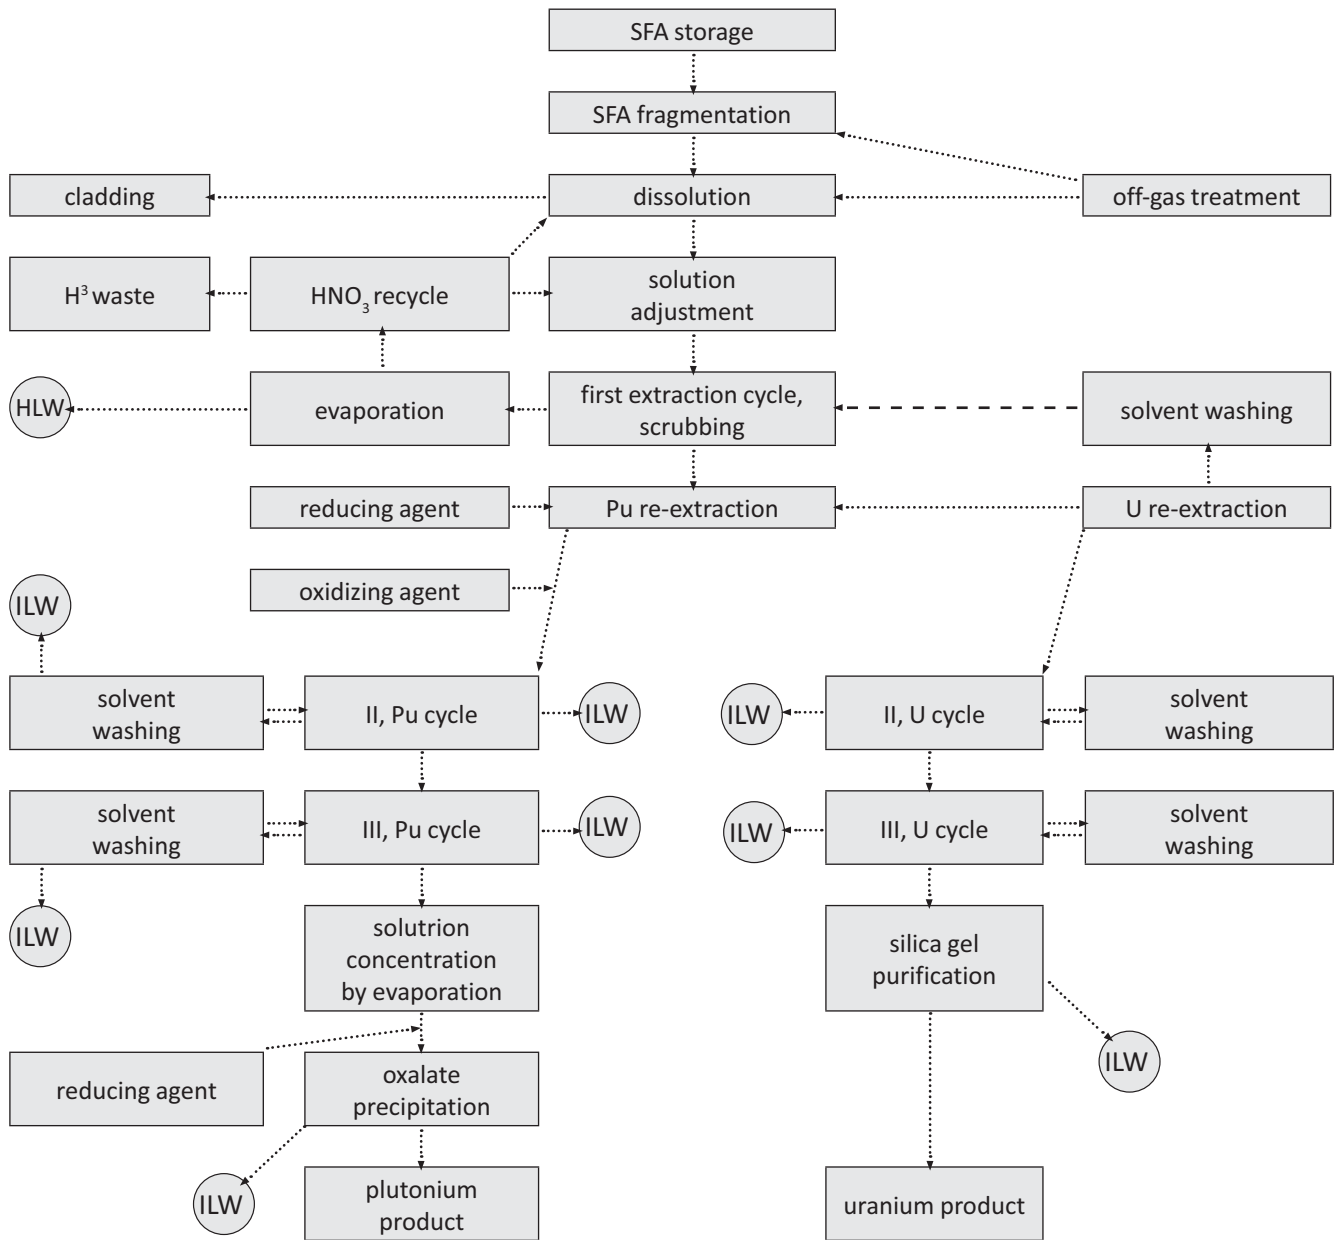 SFA storage
SFA fragmentation
cladding
dissolution
off-gas treatment
H³ waste
HNO₃ recycle
solution
adjustment
HLW
evaporation
first extraction cycle,
scrubbing
solvent washing
reducing agent
Pu re-extraction
U re-extraction
oxidizing agent
ILW
solvent
washing
II, Pu cycle
ILW
ILW
II, U cycle
solvent
washing
solvent
washing
III, Pu cycle
ILW
ILW
III, U cycle
solvent
washing
ILW
solutrion
concentration
by evaporation
silica gel
purification
ILW
reducing agent
oxalate
precipitation
ILW
plutonium
product
uranium product